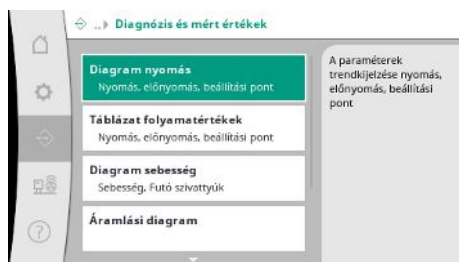 ..▸ Diagnózis és mért értékek
Diagram nyomás
Nyomás, előnyomás, beállítási pont
Táblázat folyamatértékek
Nyomás, előnyomás, beállítási pont
Diagram sebesség
Sebesség, Futó szivattyúk
Áramlási diagram
A paraméterek
trendkijelzése nyomás,
előnyomás, beállítási
pont